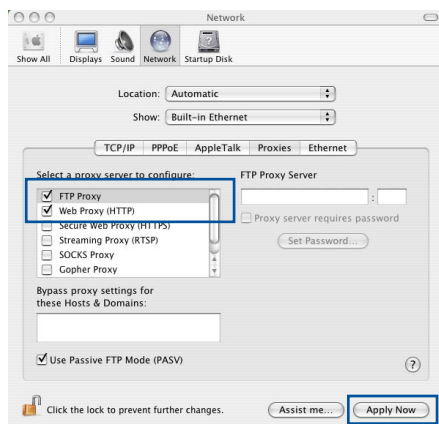 Network
Show All Displays Sound Network Startup Disk
Location: Automatic
Show: Built-in Ethernet
TCP/IP PPPoE AppleTalk Proxies Ethernet
Select a proxy server to configure: FTP Proxy Server
FTP Proxy :
Web Proxy (HTTP)
Proxy server requires password
Secure Web Proxy (HTTPS)
Streaming Proxy (RTSP) Set Password...
SOCKS Proxy
Gopher Proxy
Bypass proxy settings for
these Hosts & Domains:
Use Passive FTP Mode (PASV) ?
Click the lock to prevent further changes. Assist me... Apply Now